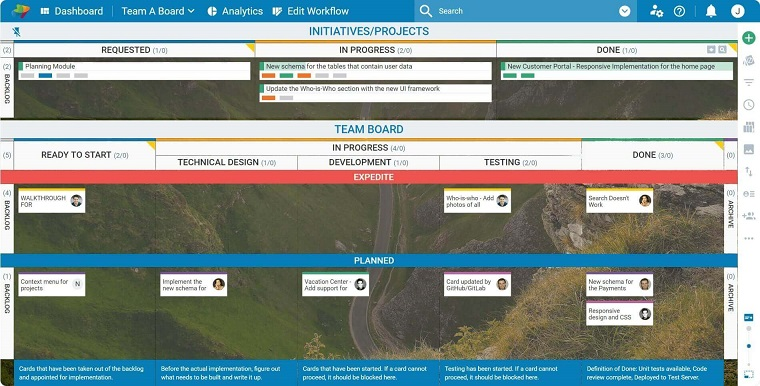 Dashboard
Team A Board
Analytics
Edit Workflow
Search
J
INITIATIVES/PROJECTS
(2)
REQUESTED (1/0)
IN PROGRESS (2/0)
DONE (1/0)
(2)
BACKLOG
Planning Module
New schema for the tables that contain user data
Update the Who-is-Who section with the new UI framework
New Customer Portal - Responsive Implementation for the home page
TEAM BOARD
(5)
READY TO START (2/0)
IN PROGRESS (4/0)
TECHNICAL DESIGN (1/0)
DEVELOPMENT (1/0)
TESTING (2/0)
DONE (3/0)
(0)
EXPEDITE
(4)
BACKLOG
WALKTHROUGH
FOR
Who-is-who - Add
photos of all
Search Doesn't
Work
(0)
ARCHIVE
PLANNED
(1)
BACKLOG
Context menu for
projects
N
Implement the
new schema for
Vacation Center -
Add support for
Card updated by
GitHub/GitLab
New schema for
the Payments
Responsive
design and CSS
(0)
ARCHIVE
Cards that have been taken out of the backlog
and appointed for implementation.
Before the actual implementation, figure out
what needs to be built and write it up.
Cards that have been started. If a card cannot
proceed, it should be blocked here.
Testing has been started. If a card cannot
proceed, it should be blocked here.
Definition of Done: Unit tests available, Code
review complete, Deployed to Test Server.